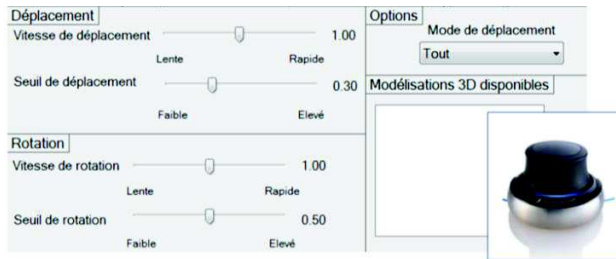 Déplacement
Vitesse de déplacement 1.00
Lente Rapide
Seuil de déplacement 0.30
Faible Elevé
Rotation
Vitesse de rotation 1.00
Lente Rapide
Seuil de rotation 0.50
Faible Elevé
Options
Mode de déplacement
Tout
Modélisations 3D disponibles